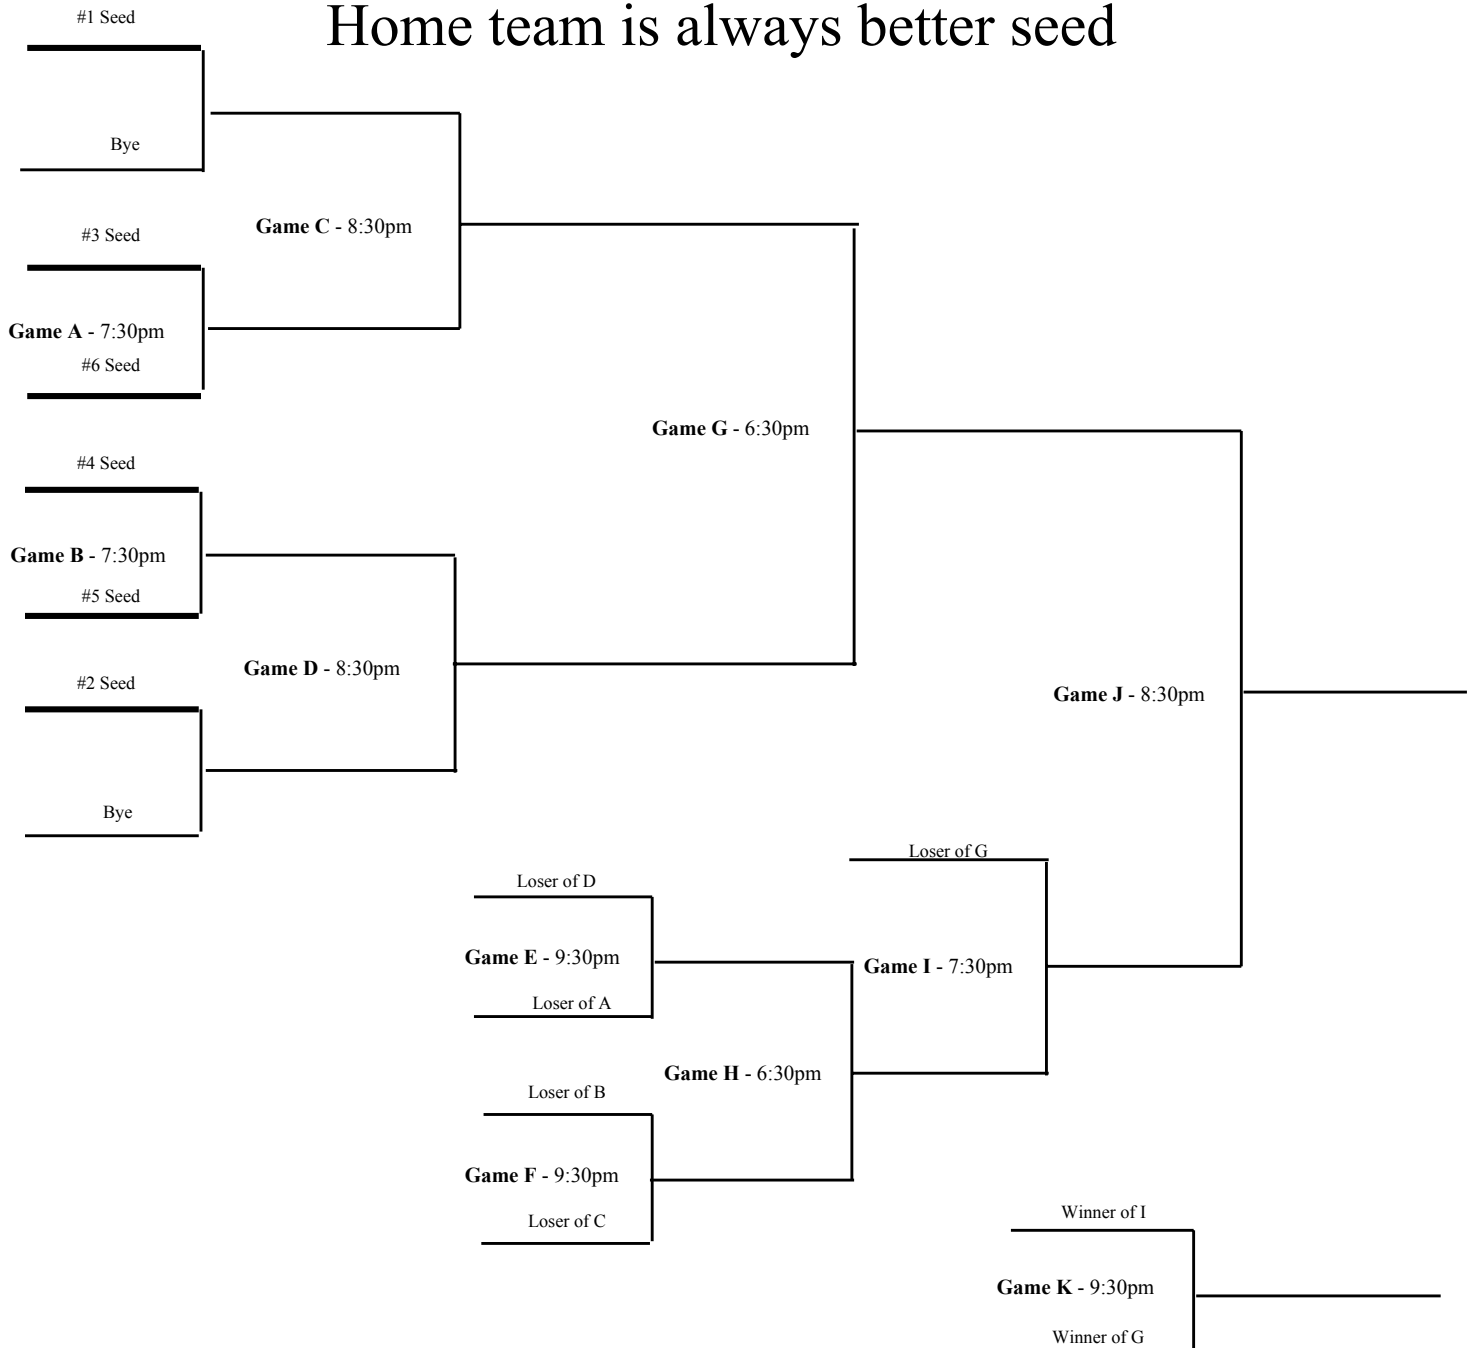 Home team is always better seed
#1 Seed
Bye
#3 Seed
Game C - 8:30pm
Game A - 7:30pm
#6 Seed
Game G - 6:30pm
#4 Seed
Game B - 7:30pm
#5 Seed
Game D - 8:30pm
#2 Seed
Game J - 8:30pm
Bye
Loser of G
Loser of D
Game E - 9:30pm
Game I - 7:30pm
Loser of A
Game H - 6:30pm
Loser of B
Game F - 9:30pm
Loser of C
Winner of I
Game K - 9:30pm
Winner of G